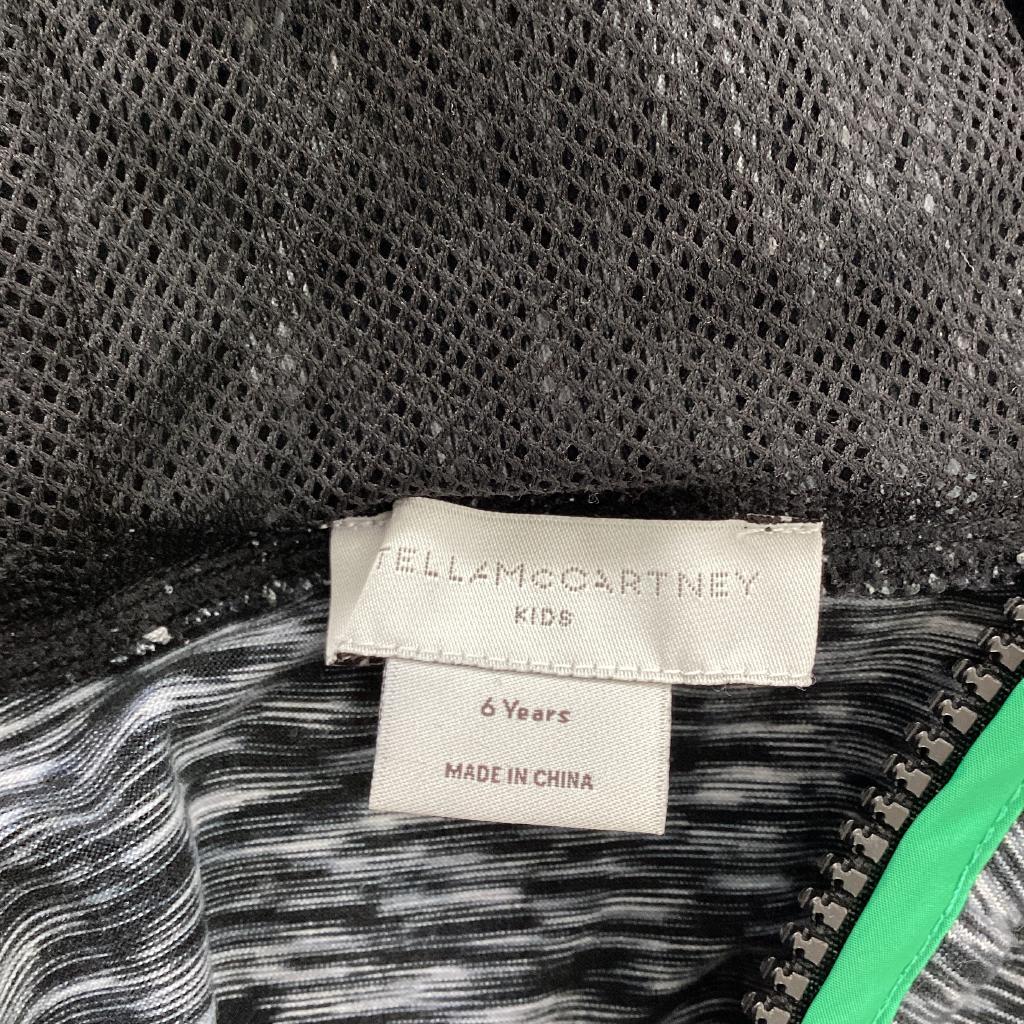 TELLAMCCARTNEY
KIDS
6 Years
MADE IN CHINA